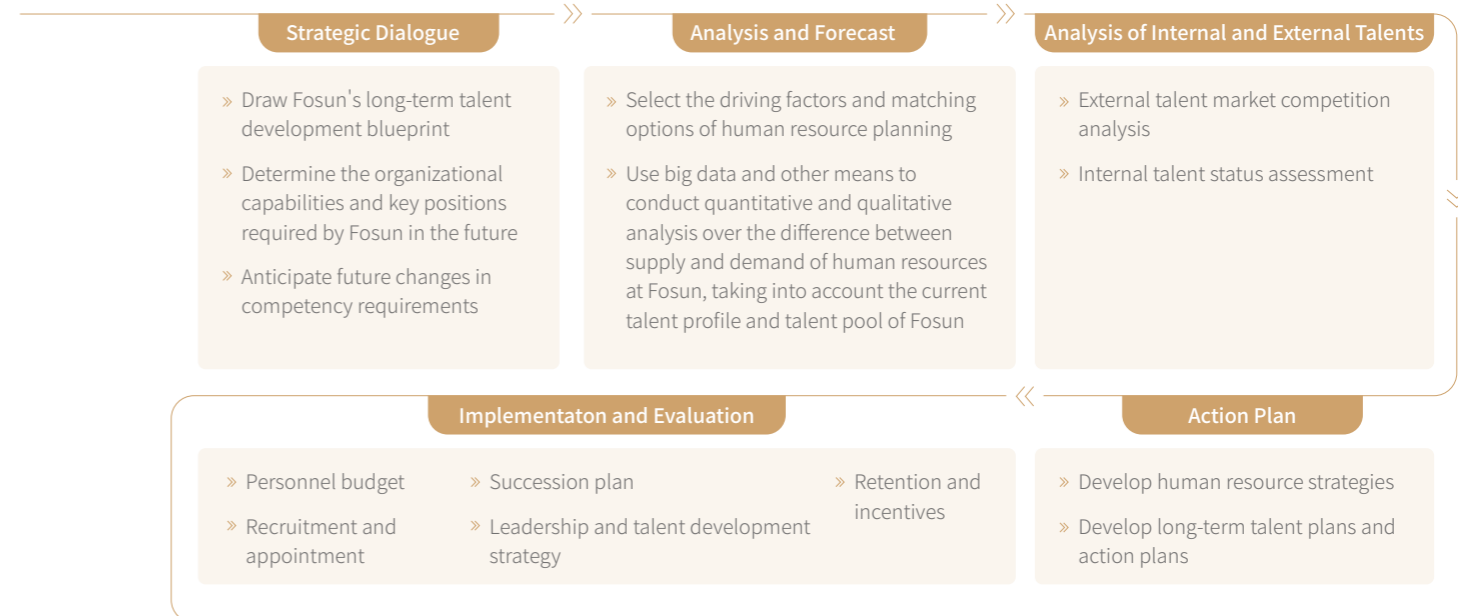 Strategic Dialogue
» Draw Fosun's long-term talent
development blueprint
» Determine the organizational
capabilities and key positions
required by Fosun in the future
» Anticipate future changes in
competency requirements
Analysis and Forecast
» Select the driving factors and matching
options of human resource planning
» Use big data and other means to
conduct quantitative and qualitative
analysis over the difference between
supply and demand of human resources
at Fosun, taking into account the current
talent profile and talent pool of Fosun
Analysis of Internal and External Talents
» External talent market competition
analysis
» Internal talent status assessment
Action Plan
» Develop human resource strategies
» Develop long-term talent plans and
action plans
Implementaton and Evaluation
» Personnel budget
» Recruitment and
appointment
» Succession plan
» Leadership and talent development
strategy
» Retention and
incentives